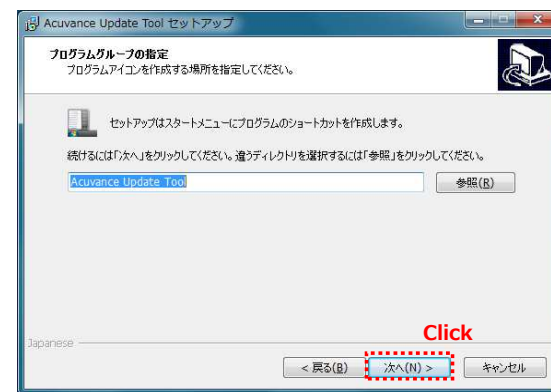 Acuvance Update Tool セットアップ
プログラムグループの指定
プログラムアイコンを作成する場所を指定してください。
セットアップはスタートメニューにプログラムのショートカットを作成します。
続けるには「次へ」をクリックしてください。違うディレクトリを選択するには「参照」をクリックしてください。
Acuvance Update Tool
参照(R)
Click
Japanese
< 戻る(B)
次へ(N) >
キャンセル